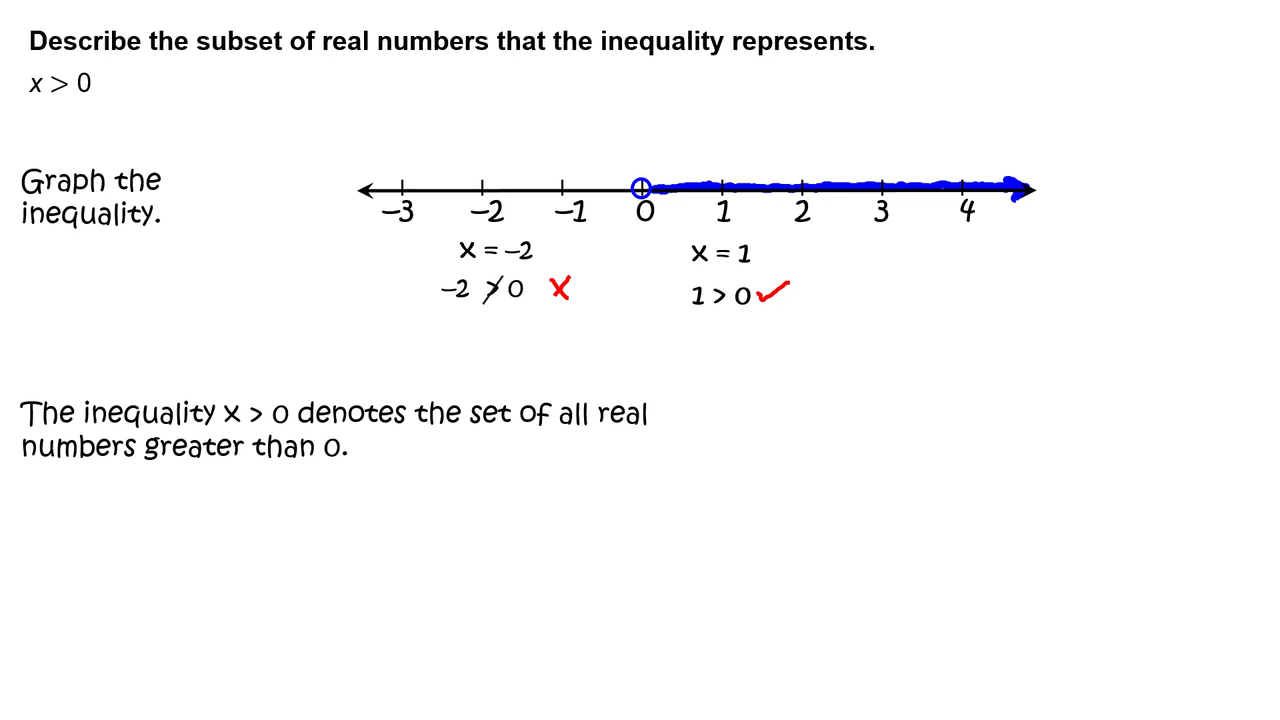 Describe the subset of real numbers that the inequality represents.
x > 0
Graph the
inequality.
−3 −2 −1 0 1 2 3 4
x = −2
−2 ≯ 0 ✗
x = 1
1 > 0 ✓
The inequality x > 0 denotes the set of all real
numbers greater than 0.